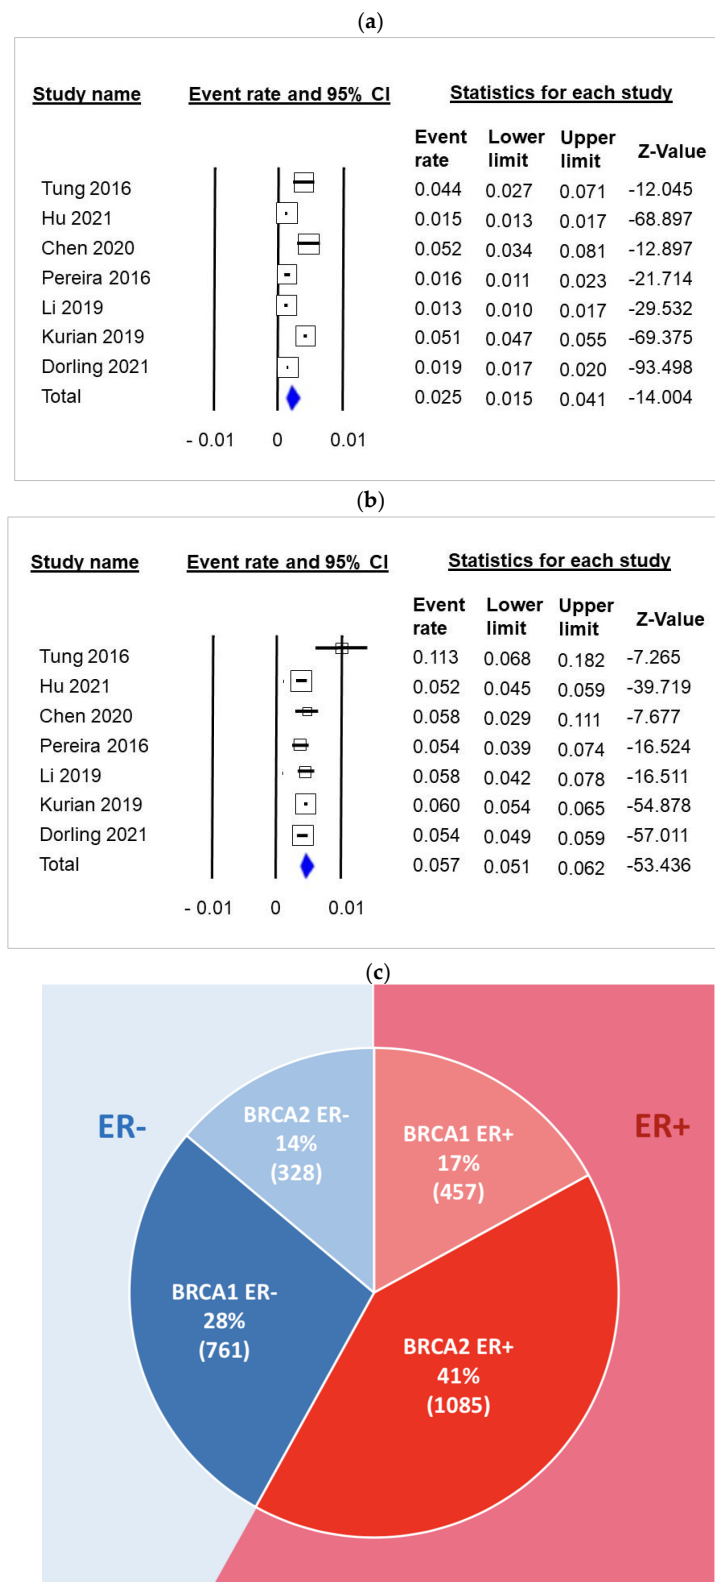 (a)
Study name Event rate and 95% CI Statistics for each study
Event rate Lower limit Upper limit Z-Value
Tung 2016 0.044 0.027 0.071 -12.045
Hu 2021 0.015 0.013 0.017 -68.897
Chen 2020 0.052 0.034 0.081 -12.897
Pereira 2016 0.016 0.011 0.023 -21.714
Li 2019 0.013 0.010 0.017 -29.532
Kurian 2019 0.051 0.047 0.055 -69.375
Dorling 2021 0.019 0.017 0.020 -93.498
Total 0.025 0.015 0.041 -14.004
- 0.01 0 0.01
(b)
Study name Event rate and 95% CI Statistics for each study
Event rate Lower limit Upper limit Z-Value
Tung 2016 0.113 0.068 0.182 -7.265
Hu 2021 0.052 0.045 0.059 -39.719
Chen 2020 0.058 0.029 0.111 -7.677
Pereira 2016 0.054 0.039 0.074 -16.524
Li 2019 0.058 0.042 0.078 -16.511
Kurian 2019 0.060 0.054 0.065 -54.878
Dorling 2021 0.054 0.049 0.059 -57.011
Total 0.057 0.051 0.062 -53.436
- 0.01 0 0.01
(c)
ER-
ER+
BRCA2 ER-
14%
(328)
BRCA1 ER+
17%
(457)
BRCA1 ER-
28%
(761)
BRCA2 ER+
41%
(1085)